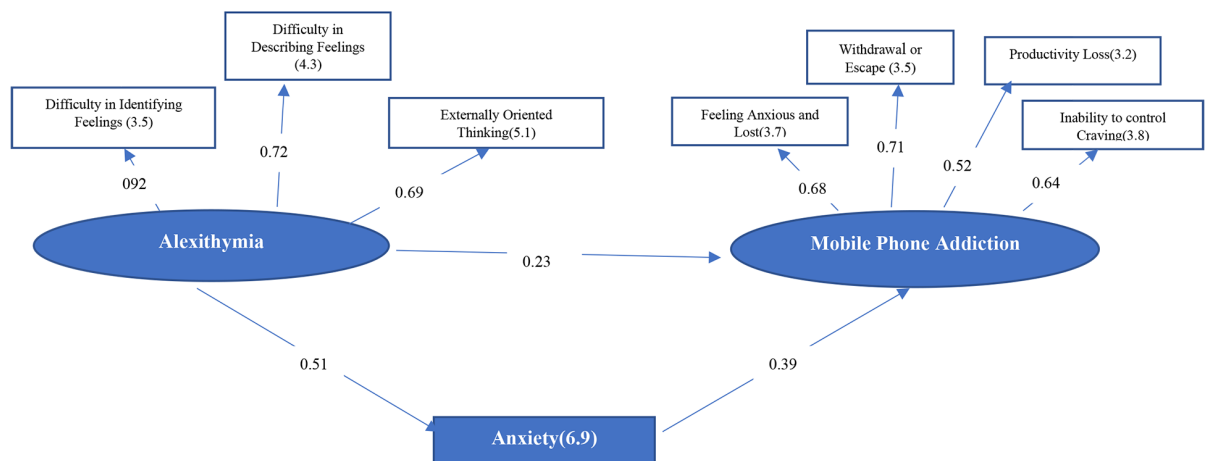 Difficulty in
Describing Feelings
(4.3)
Difficulty in Identifying
Feelings (3.5)
Externally Oriented
Thinking(5.1)
092
0.72
0.69
Alexithymia
Withdrawal or
Escape (3.5)
Productivity Loss(3.2)
Feeling Anxious and
Lost(3.7)
Inability to control
Craving(3.8)
0.68
0.71
0.52
0.64
Mobile Phone Addiction
0.23
0.51
0.39
Anxiety(6.9)